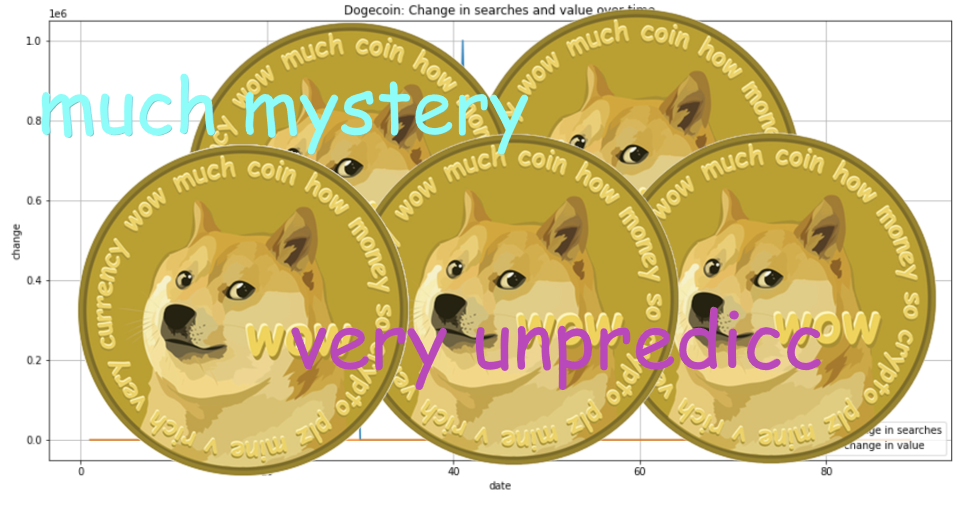 Dogecoin: Change in searches and value over time
1e6
1.0
0.8
0.6
0.4
0.2
0.0
change
much mystery
wow much coin how
wow much coin how money
very currency wow much coin how money so crypto plz mine v rich
wow
wow much coin how money so crypto plz mine v rich
wow
wow much coin how money so crypto plz mine v rich
wow
very unpredicc
in searches
change in value
0
40
60
80
date